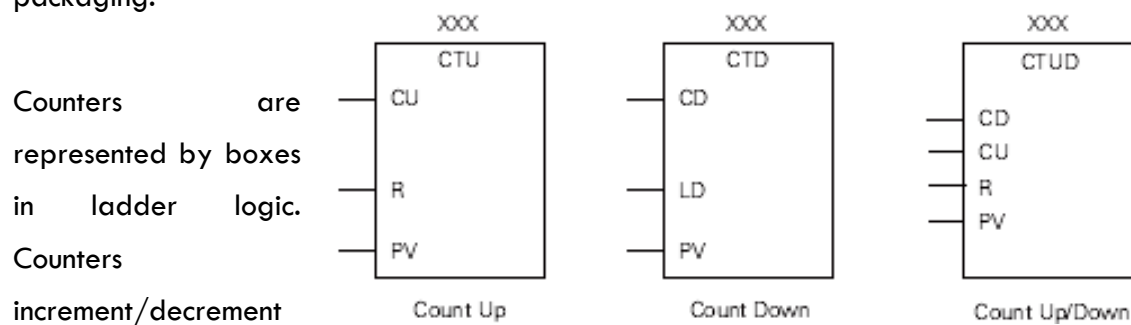 packaging.
Counters are
represented by boxes
in ladder logic.
Counters
increment/decrement
XXX
CTU
CU
R
PV
Count Up
XXX
CTD
CD
LD
PV
Count Down
XXX
CTUD
CD
CU
R
PV
Count Up/Down